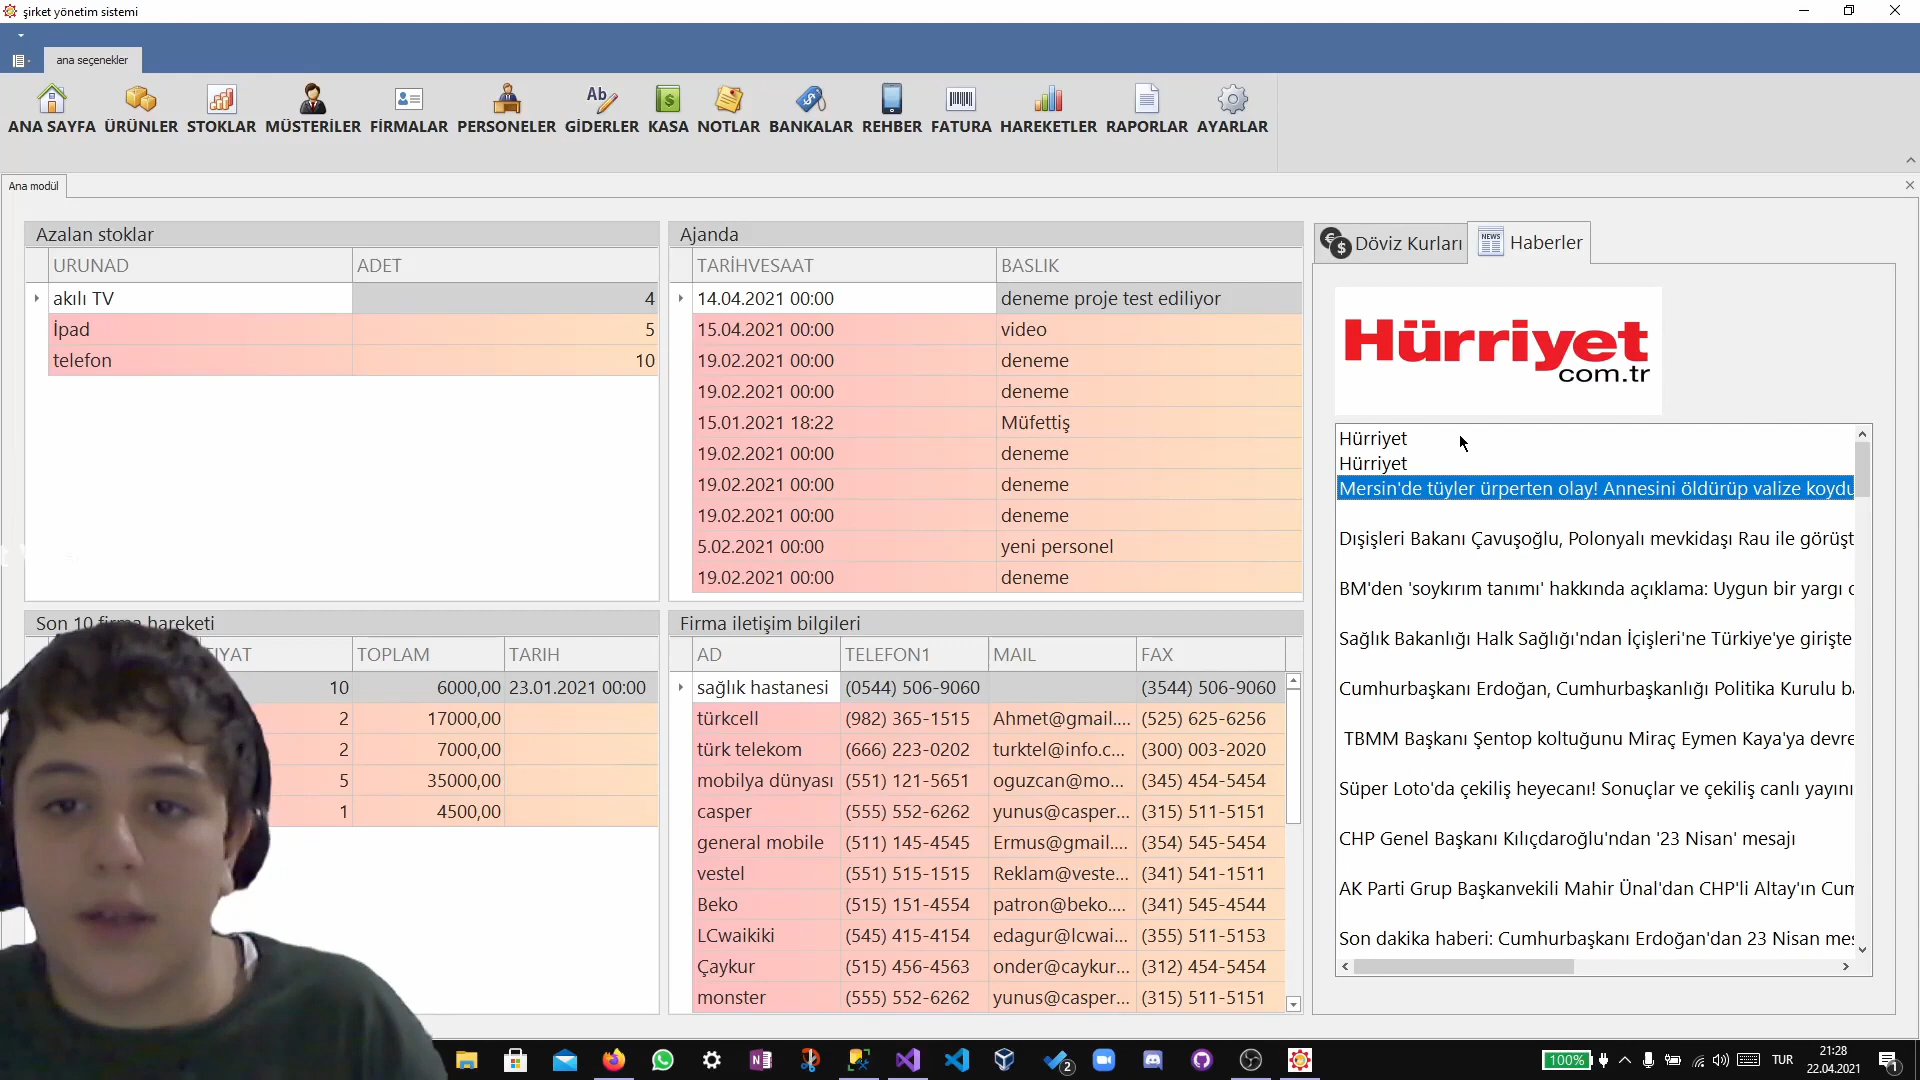 şirket yönetim sistemi
ana seçenekler
ANA SAYFA ÜRÜNLER STOKLAR MÜSTERİLER FİRMALAR PERSONELER GİDERLER KASA NOTLAR BANKALAR REHBER FATURA HAREKETLER RAPORLAR AYARLAR
Ana modül
Azalan stoklar
URUNAD ADET
akılı TV 4
İpad 5
telefon 10
Ajanda
TARİHVESAAT BASLIK
14.04.2021 00:00 deneme proje test ediliyor
15.04.2021 00:00 video
19.02.2021 00:00 deneme
19.02.2021 00:00 deneme
15.01.2021 18:22 Müfettiş
19.02.2021 00:00 deneme
19.02.2021 00:00 deneme
19.02.2021 00:00 deneme
5.02.2021 00:00 yeni personel
19.02.2021 00:00 deneme
Döviz Kurları
NEWS
Haberler
Hürriyet
com.tr
Hürriyet
Hürriyet
Mersin'de tüyler ürperten olay! Annesini öldürüp valize koydu
Dışişleri Bakanı Çavuşoğlu, Polonyalı mevkidaşı Rau ile görüşt
BM'den 'soykırım tanımı' hakkında açıklama: Uygun bir yargı
Sağlık Bakanlığı Halk Sağlığı'ndan İçişleri'ne Türkiye'ye girişte
Cumhurbaşkanı Erdoğan, Cumhurbaşkanlığı Politika Kurulu
TBMM Başkanı Şentop koltuğunu Miraç Eymen Kaya'ya devre
Süper Loto'da çekiliş heyecanı! Sonuçlar ve çekiliş canlı yayını
CHP Genel Başkanı Kılıçdaroğlu'ndan '23 Nisan' mesajı
AK Parti Grup Başkanvekili Mahir Ünal'dan CHP'li Altay'ın Cum
Son dakika haberi: Cumhurbaşkanı Erdoğan'dan 23 Nisan mes
Son 10 firma hareketi
FIYAT TOPLAM TARIH
10 6000,00 23.01.2021 00:00
2 17000,00
2 7000,00
5 35000,00
1 4500,00
Firma iletişim bilgileri
AD TELEFON1 MAIL FAX
sağlık hastanesi (0544) 506-9060 (3544) 506-9060
türkcell (982) 365-1515 Ahmet@gmail.... (525) 625-6256
türk telekom (666) 223-0202 turktel@info.c... (300) 003-2020
mobilya dünyası (551) 121-5651 oguzcan@mo... (345) 454-5454
casper (555) 552-6262 yunus@casper... (315) 511-5151
general mobile (511) 145-4545 Ermus@gmail.... (354) 545-5454
vestel (551) 515-1515 Reklam@veste... (341) 541-1511
Beko (515) 151-4554 patron@beko.... (341) 545-4544
LCwaikiki (545) 415-4154 edagur@lcwai... (355) 511-5153
Çaykur (515) 456-4563 onder@caykur... (312) 454-5454
monster (555) 552-6262 yunus@casper... (315) 511-5151
100% TUR 21:28
22.04.2021